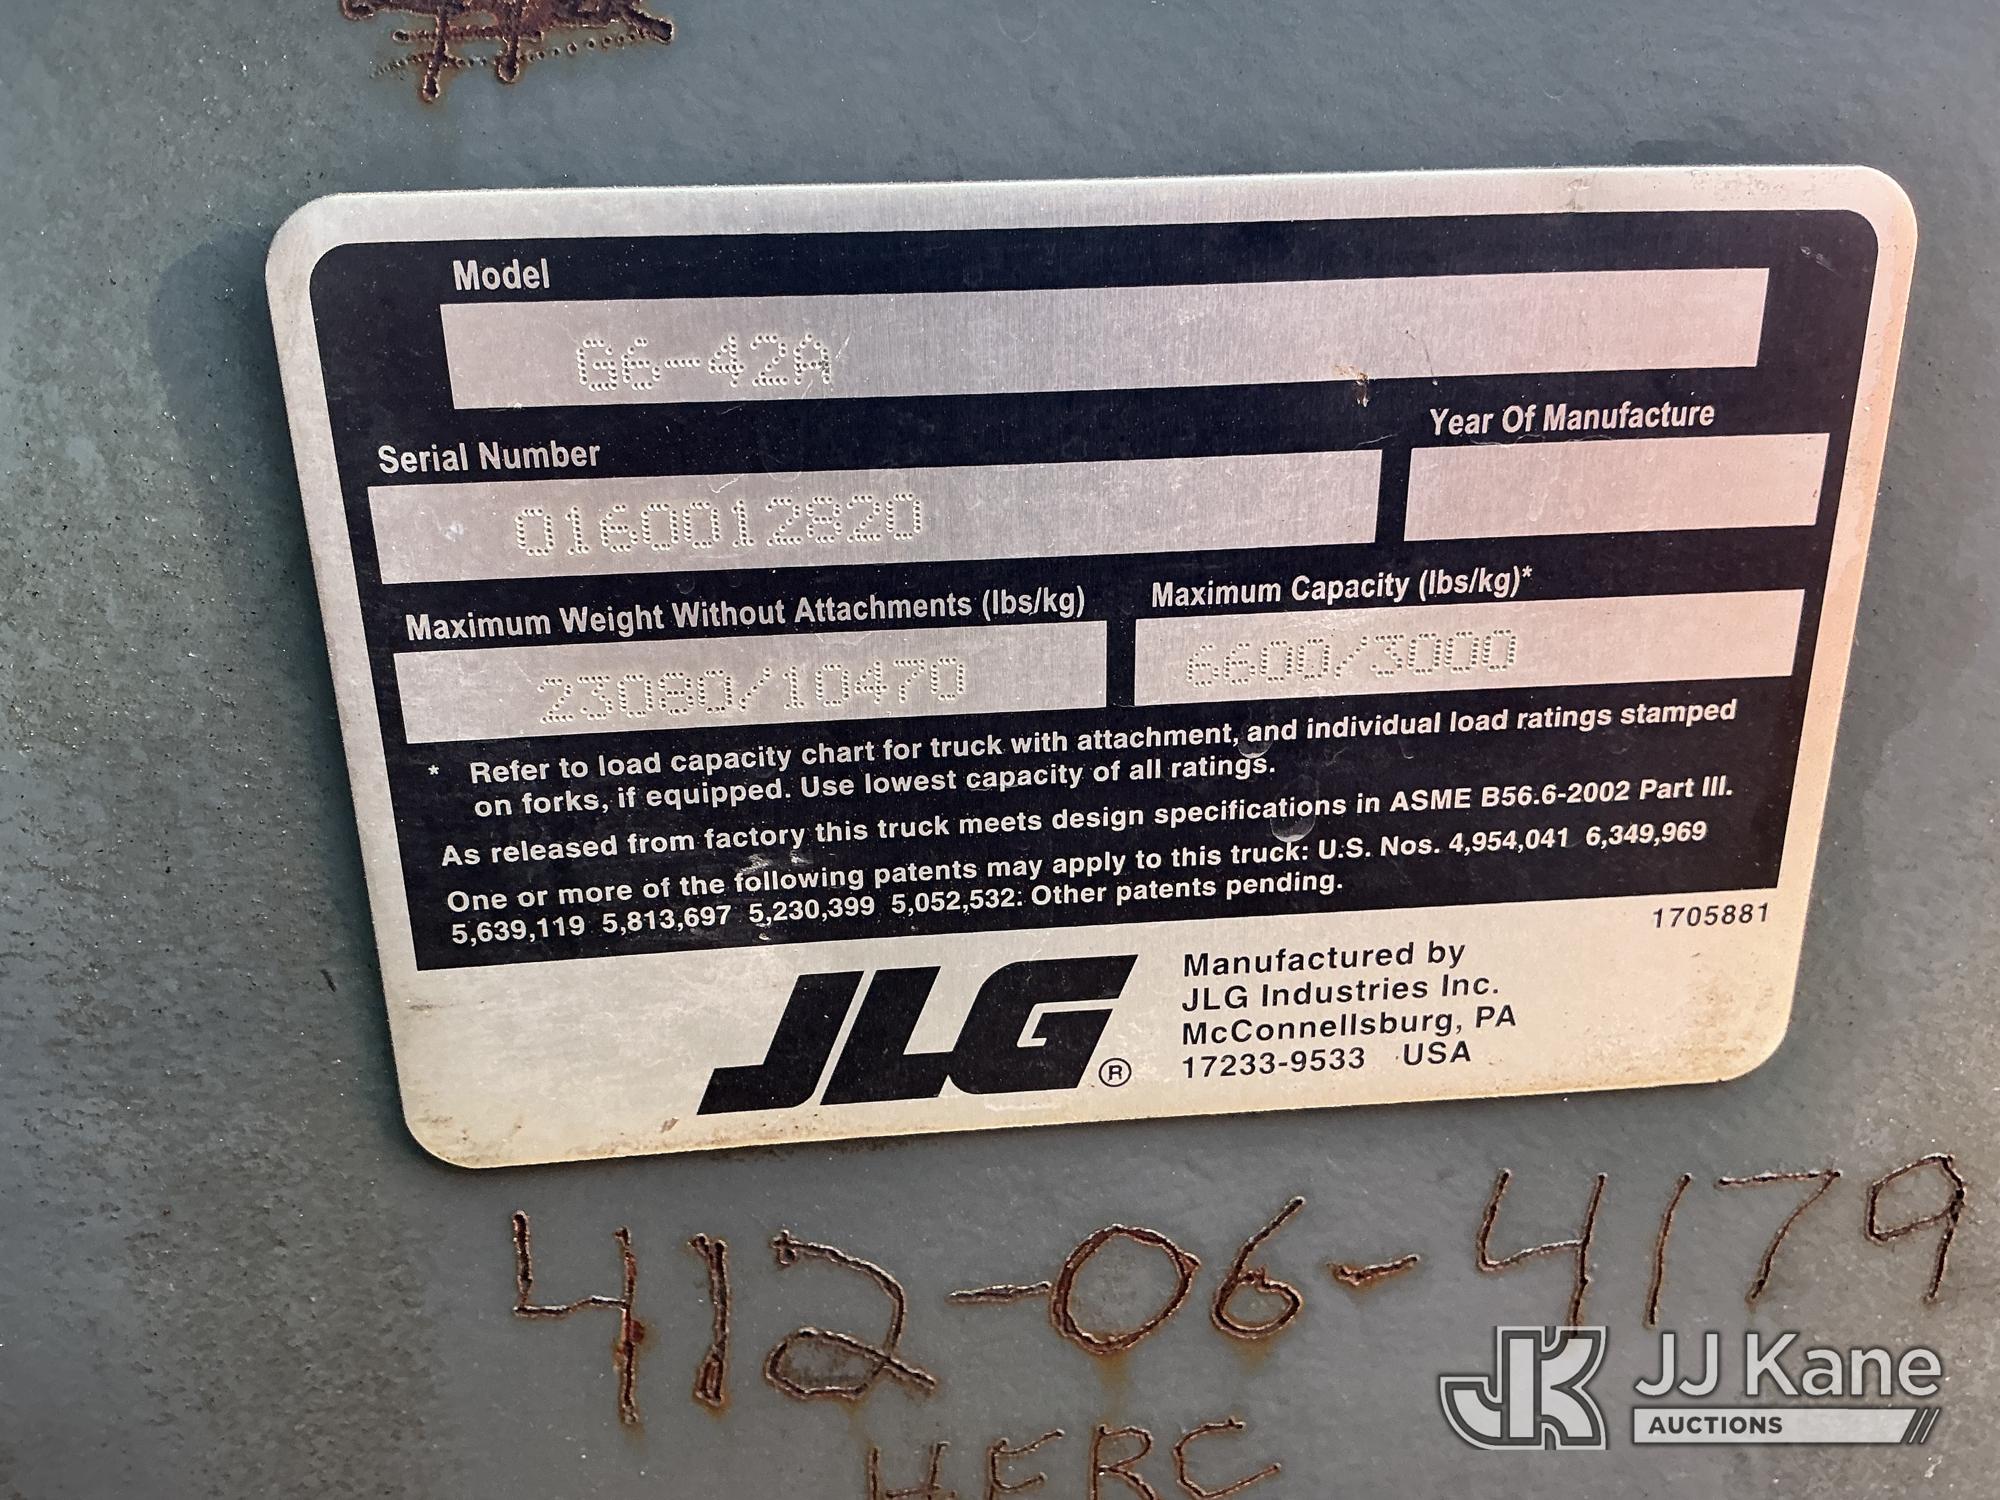 Model
G6-42A
Serial Number
Year Of Manufacture
0160012820
Maximum Weight Without Attachments (lbs/kg)
Maximum Capacity (lbs/kg)*
23080/10470
6600/3000
* Refer to load capacity chart for truck with attachment, and individual load ratings stamped
on forks, if equipped. Use lowest capacity of all ratings.
As released from factory this truck meets design specifications in ASME B56.6-2002 Part III.
One or more of the following patents may apply to this truck: U.S. Nos. 4,954,041 6,349,969
5,639,119 5,813,697 5,230,399 5,052,532: Other patents pending.
1705881
JLG®
Manufactured by
JLG Industries Inc.
McConnellsburg, PA
17233-9533 USA
412-06-4179
HERC
JK JJ Kane
AUCTIONS